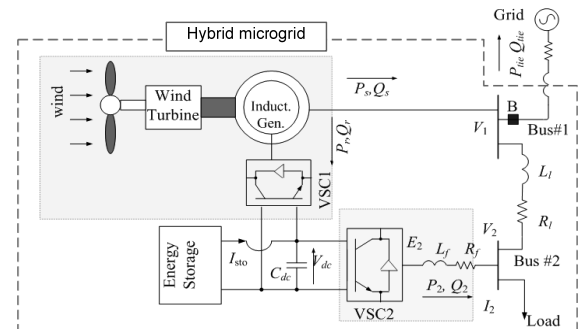 Hybrid microgrid
Grid
P_tie Q_tie
wind
Wind
Turbine
Induct.
Gen.
P_s, Q_s
P_r, Q_r
V_1
B
Bus#1
VSC1
L_l
R_l
Energy
Storage
I_sto
C_dc
V_dc
VSC2
E_2
L_f
R_f
P_2, Q_2
V_2
Bus #2
I_2
Load